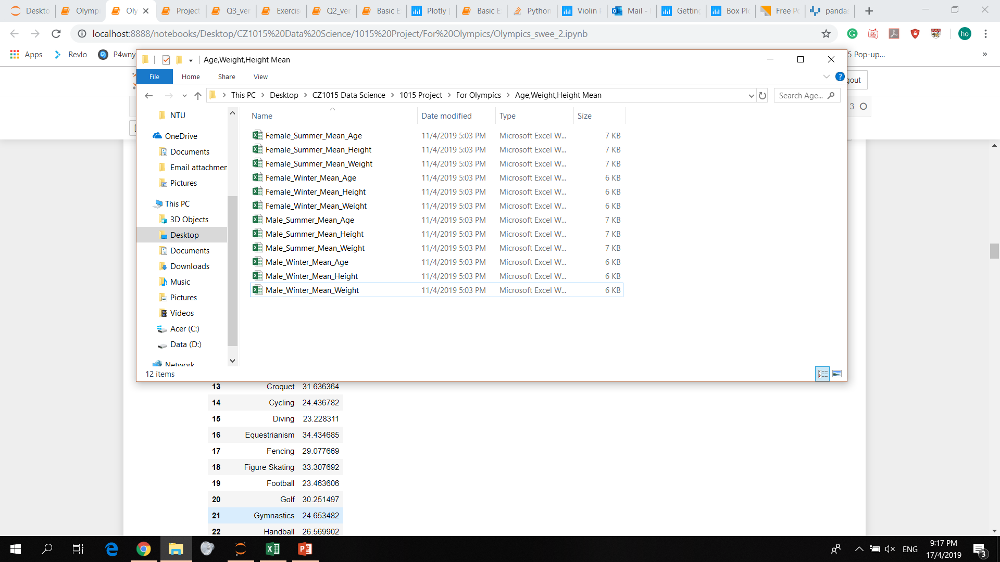 Deskto
Olymp
Oly
Project
Q3_ver
Exercis
Q2_ver
Basic E
Plotly
Basic E
Python
Violin
Mail -
Getting
Box Pl
Free Po
panda
localhost:8888/notebooks/Desktop/CZ1015%20Data%20Science/1015%20Project/For%20Olympics/Olympics_swee_2.ipynb
ho
Apps
Revlo
P4wny
5 Pop-up...
»
Age,Weight,Height Mean
File Home Share View
?
gout
This PC > Desktop > CZ1015 Data Science > 1015 Project > For Olympics > Age,Weight,Height Mean
Search Age...
3
NTU
OneDrive
Documents
Email attachmen
Pictures
This PC
3D Objects
Desktop
Documents
Downloads
Music
Pictures
Videos
Acer (C:)
Data (D:)
Network
Name Date modified Type Size
Female_Summer_Mean_Age 11/4/2019 5:03 PM Microsoft Excel W... 7 KB
Female_Summer_Mean_Height 11/4/2019 5:03 PM Microsoft Excel W... 7 KB
Female_Summer_Mean_Weight 11/4/2019 5:03 PM Microsoft Excel W... 7 KB
Female_Winter_Mean_Age 11/4/2019 5:03 PM Microsoft Excel W... 6 KB
Female_Winter_Mean_Height 11/4/2019 5:03 PM Microsoft Excel W... 6 KB
Female_Winter_Mean_Weight 11/4/2019 5:03 PM Microsoft Excel W... 6 KB
Male_Summer_Mean_Age 11/4/2019 5:03 PM Microsoft Excel W... 7 KB
Male_Summer_Mean_Height 11/4/2019 5:03 PM Microsoft Excel W... 7 KB
Male_Summer_Mean_Weight 11/4/2019 5:03 PM Microsoft Excel W... 7 KB
Male_Winter_Mean_Age 11/4/2019 5:03 PM Microsoft Excel W... 6 KB
Male_Winter_Mean_Height 11/4/2019 5:03 PM Microsoft Excel W... 6 KB
Male_Winter_Mean_Weight 11/4/2019 5:03 PM Microsoft Excel W... 6 KB
12 items
13 Croquet 31.636364
14 Cycling 24.436782
15 Diving 23.228311
16 Equestrianism 34.434685
17 Fencing 29.077669
18 Figure Skating 33.307692
19 Football 23.463606
20 Golf 30.251497
21 Gymnastics 24.653482
22 Handball 26.569902
ENG
9:17 PM
17/4/2019
3